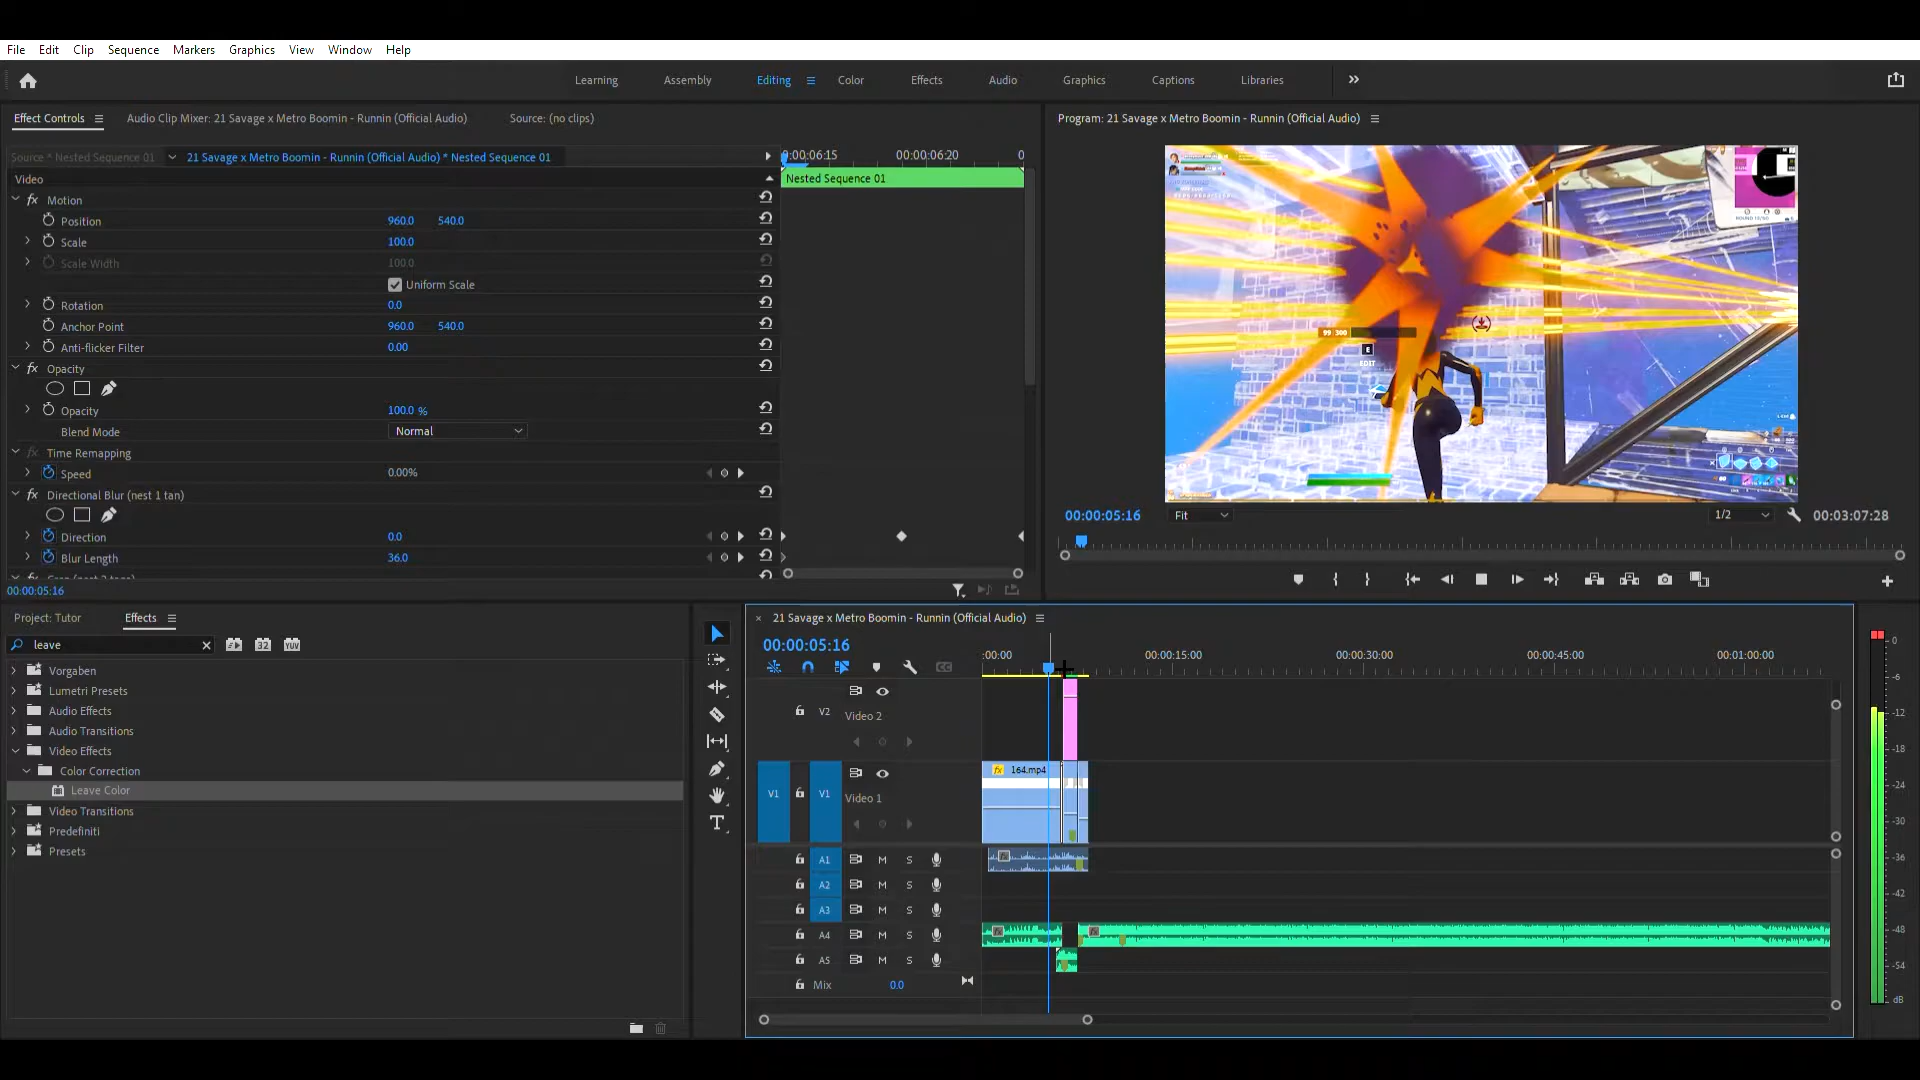 File Edit Clip Sequence Markers Graphics View Window Help
Learning Assembly Editing Color Effects Audio Graphics Captions Libraries
Effect Controls Audio Clip Mixer: 21 Savage x Metro Boomin - Runnin (Official Audio) Source: (no clips)
Source * Nested Sequence 01 21 Savage x Metro Boomin - Runnin (Official Audio) * Nested Sequence 01
0:00:06:15 00:00:06:20 0
Video
Nested Sequence 01
fx Motion
Position 960.0 540.0
Scale 100.0
Scale Width 100.0
Uniform Scale
Rotation 0.0
Anchor Point 960.0 540.0
Anti-flicker Filter 0.00
fx Opacity
Opacity 100.0 %
Blend Mode Normal
fx Time Remapping
Speed 0.00%
fx Directional Blur (nest 1 tan)
Direction 0.0
Blur Length 36.0
00:00:05:16
Program: 21 Savage x Metro Boomin - Runnin (Official Audio)
99 300
E
EDIT
00:00:05:16 Fit 1/2 00:03:07:28
Project: Tutor Effects
leave
32 YUV
Vorgaben
Lumetri Presets
Audio Effects
Audio Transitions
Video Effects
Color Correction
Leave Color
Video Transitions
Predefiniti
Presets
× 21 Savage x Metro Boomin - Runnin (Official Audio)
00:00:05:16
CC
:00:00 00:00:15:00 00:00:30:00 00:00:45:00 00:01:00:00
V2 Video 2
fx 164.mp4
V1 V1 Video 1
A1 M S
A2 M S
A3 M S
A4 M S
A5 M S
Mix 0.0
0
-6
-12
-18
-24
-30
-36
-42
-48
-54
dB